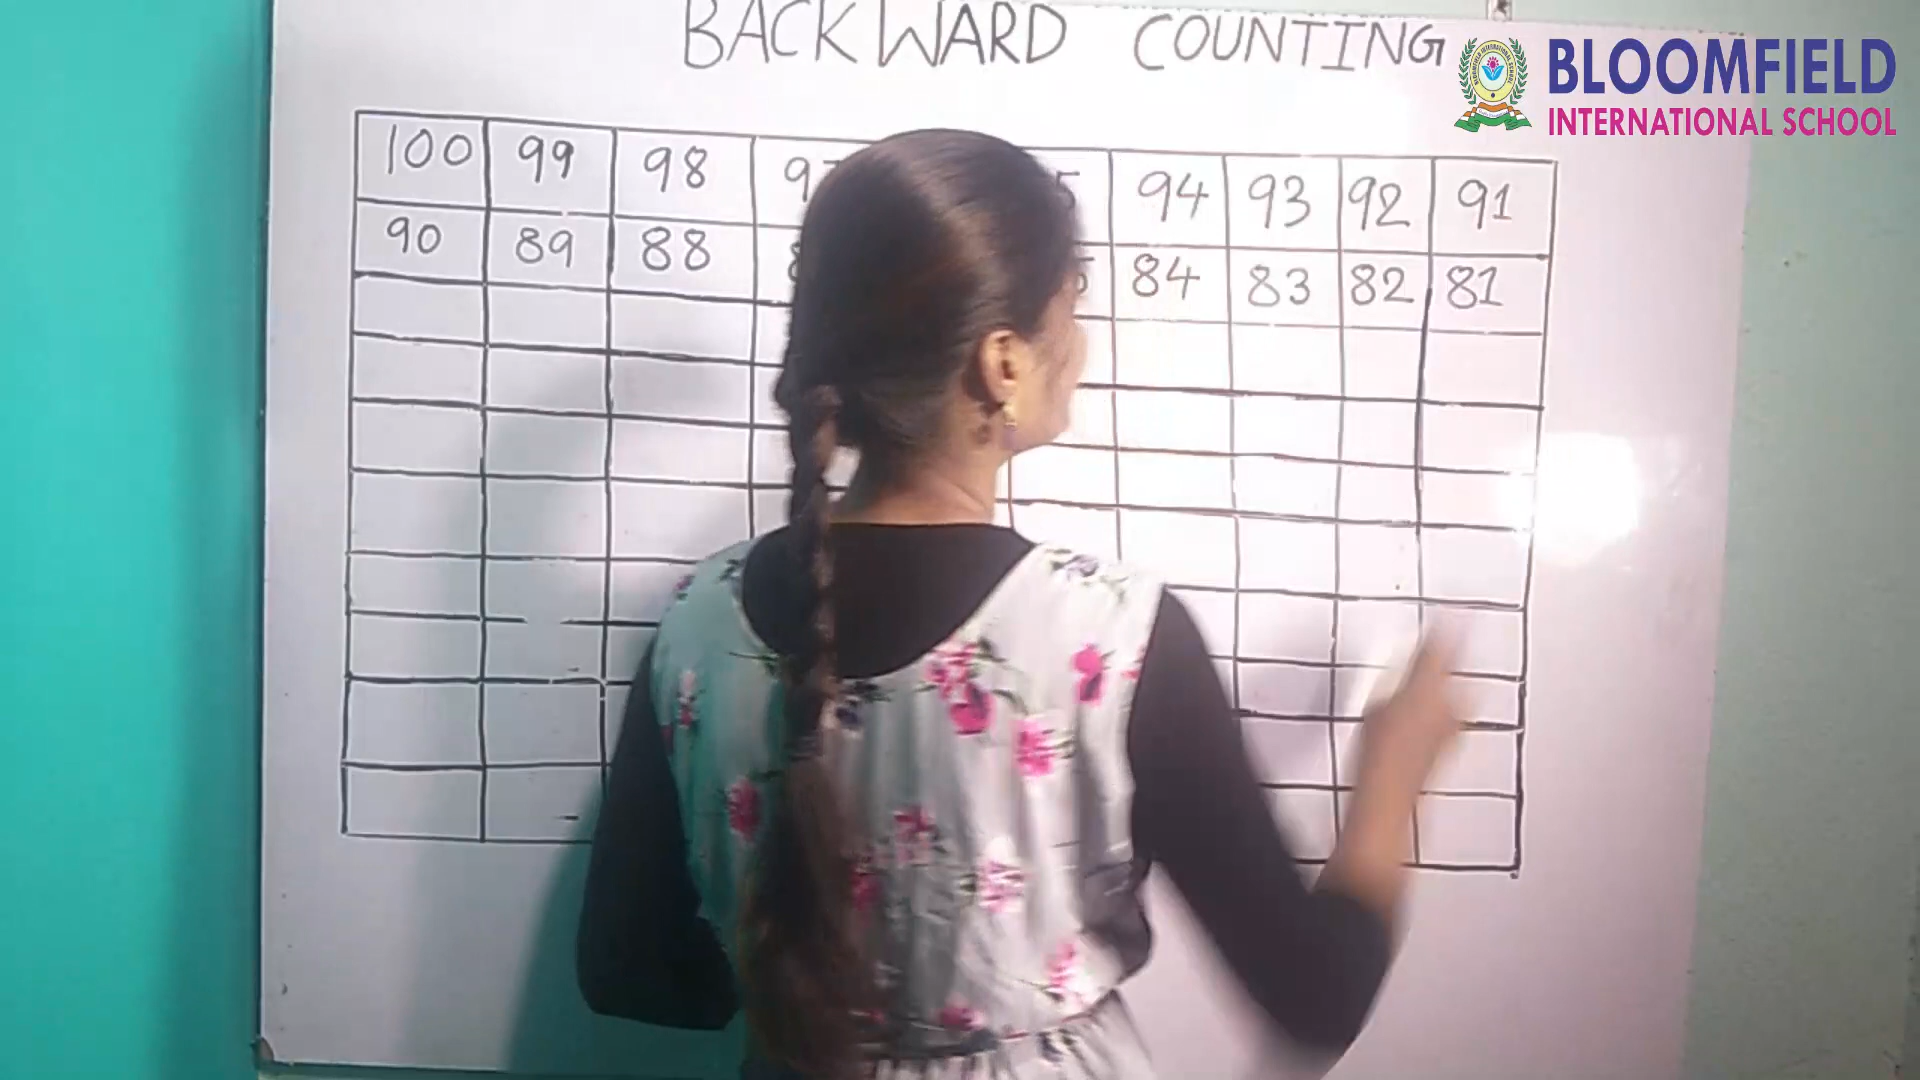 BACKWARD COUNTING
BLOOMFIELD
INTERNATIONAL SCHOOL
100 99 98 94 93 92 91
90 89 88 84 83 82 81